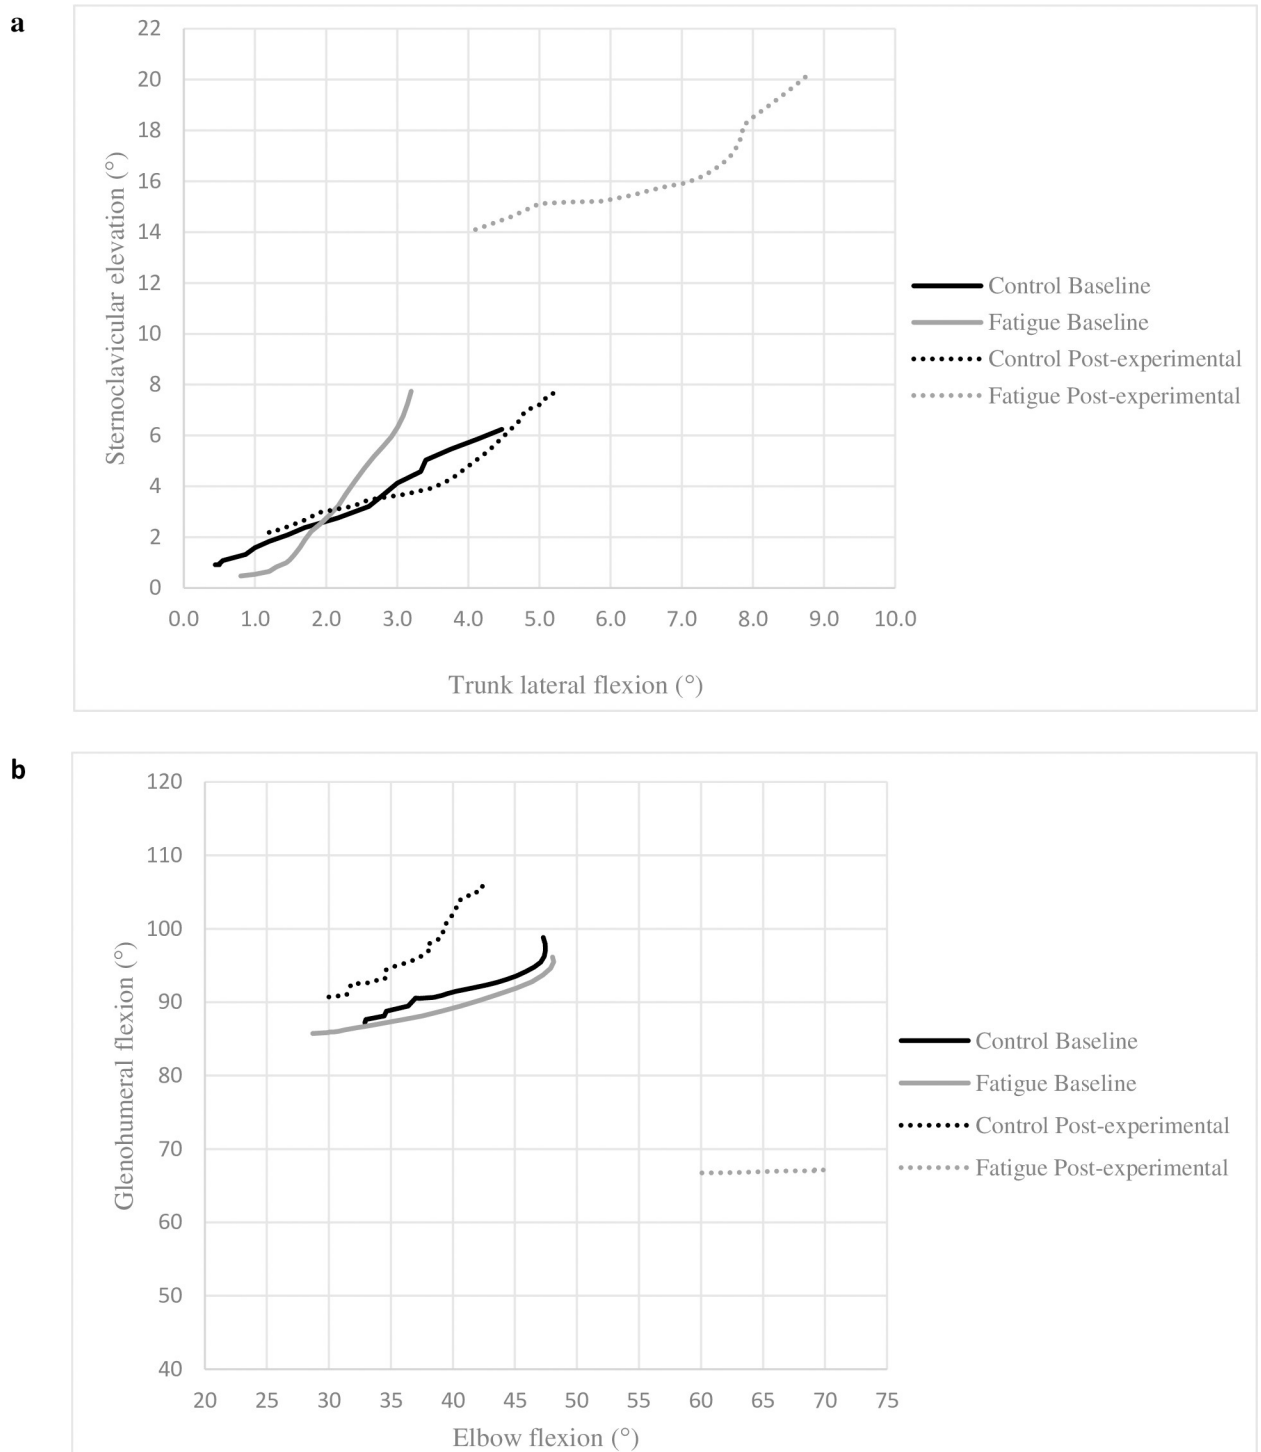 a
22
20
18
16
14
12
10
8
6
4
2
0
Sternoclavicular elevation (°)
0.0 1.0 2.0 3.0 4.0 5.0 6.0 7.0 8.0 9.0 10.0
Trunk lateral flexion (°)
Control Baseline
Fatigue Baseline
Control Post-experimental
Fatigue Post-experimental
b
120
110
100
90
80
70
60
50
40
Glenohumeral flexion (°)
20 25 30 35 40 45 50 55 60 65 70 75
Elbow flexion (°)
Control Baseline
Fatigue Baseline
Control Post-experimental
Fatigue Post-experimental